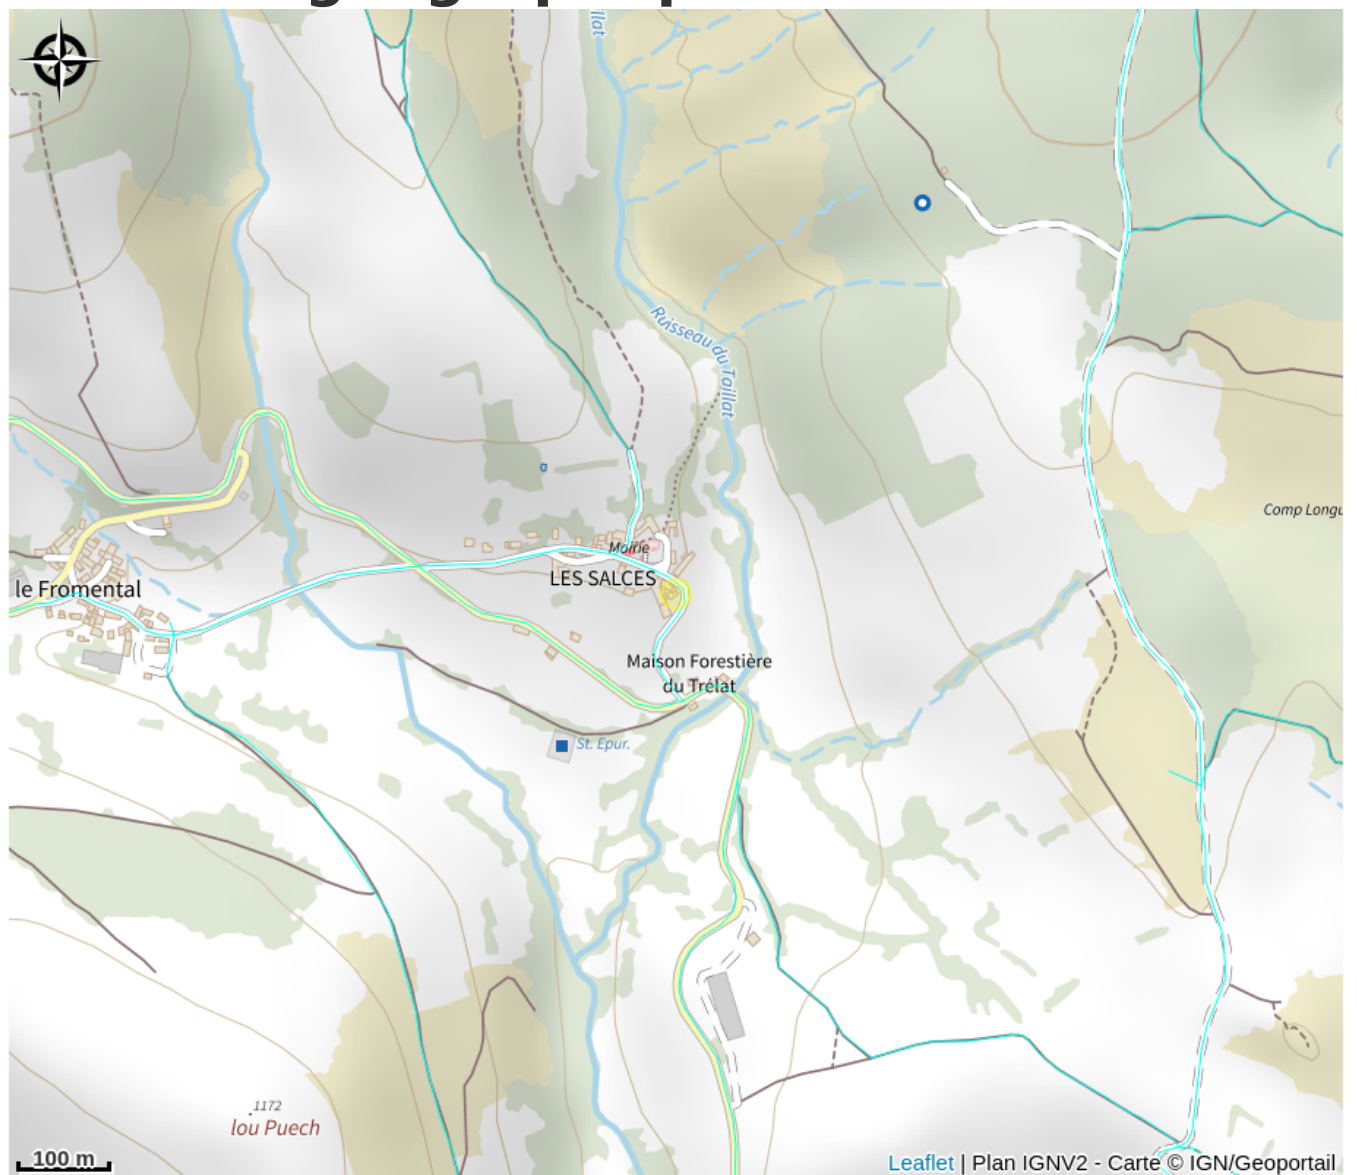 illat
Ruisseau du Taillat
Comp Longu
Mairie
LES SALCES
le Fromental
Maison Forestière
du Trélat
St. Epur.
1172
lou Puech
100 m
Leaflet | Plan IGNV2 - Carte © IGN/Geoportail